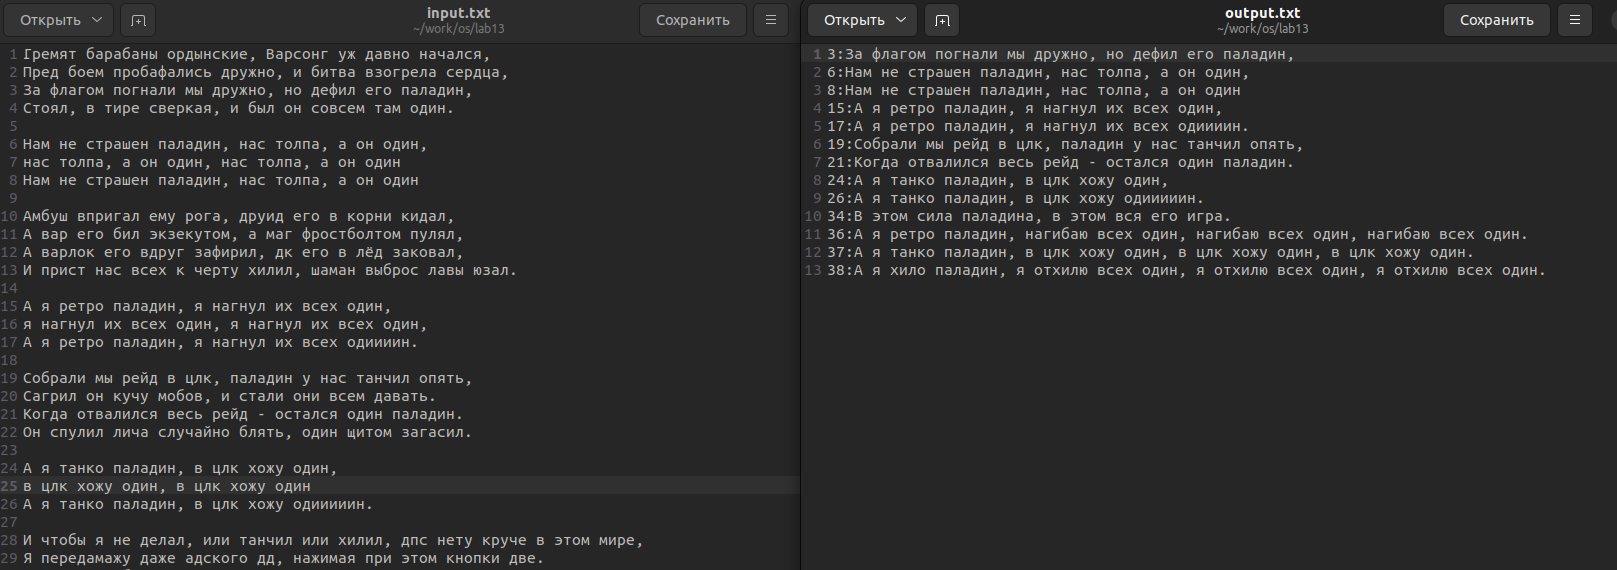 Открыть
input.txt
~/work/os/lab13
Сохранить
1 Гремят барабаны ордынские, Варсонг уж давно начался,
2 Пред боем пробафались дружно, и битва взогрела сердца,
3 За флагом погнали мы дружно, но дефил его паладин,
4 Стоял, в тире сверкая, и был он совсем там один.
5
6 Нам не страшен паладин, нас толпа, а он один,
7 нас толпа, а он один, нас толпа, а он один
8 Нам не страшен паладин, нас толпа, а он один
9
10 Амбуш впригал ему рога, друид его в корни кидал,
11 А вар его бил экзекутом, а маг фростболтом пулял,
12 А варлок его вдруг зафирил, дк его в лёд заковал,
13 И прист нас всех к черту хилил, шаман выброс лавы юзал.
14
15 А я ретро паладин, я нагнул их всех один,
16 я нагнул их всех один, я нагнул их всех один,
17 А я ретро паладин, я нагнул их всех одиииин.
18
19 Собрали мы рейд в цлк, паладин у нас танчил опять,
20 Сагрил он кучу мобов, и стали они всем давать.
21 Когда отвалился весь рейд - остался один паладин.
22 Он спулил лича случайно блять, один щитом загасил.
23
24 А я танко паладин, в цлк хожу один,
25 в цлк хожу один, в цлк хожу один
26 А я танко паладин, в цлк хожу одииииин.
27
28 И чтобы я не делал, или танчил или хилил, дпс нету круче в этом мире,
29 Я передамажу даже адского дд, нажимая при этом кнопки две.
Открыть
output.txt
~/work/os/lab13
Сохранить
1 3:За флагом погнали мы дружно, но дефил его паладин,
2 6:Нам не страшен паладин, нас толпа, а он один,
3 8:Нам не страшен паладин, нас толпа, а он один
4 15:А я ретро паладин, я нагнул их всех один,
5 17:А я ретро паладин, я нагнул их всех одиииин.
6 19:Собрали мы рейд в цлк, паладин у нас танчил опять,
7 21:Когда отвалился весь рейд - остался один паладин.
8 24:А я танко паладин, в цлк хожу один,
9 26:А я танко паладин, в цлк хожу одииииин.
10 34:В этом сила паладина, в этом вся его игра.
11 36:А я ретро паладин, нагибаю всех один, нагибаю всех один, нагибаю всех один.
12 37:А я танко паладин, в цлк хожу один, в цлк хожу один, в цлк хожу один.
13 38:А я хило паладин, я отхилю всех один, я отхилю всех один, я отхилю всех один.